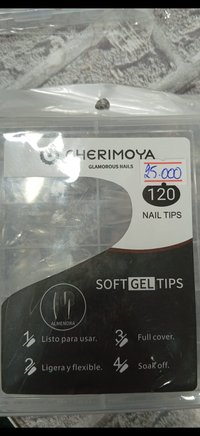 CHERIMOYA
GLAMOROUS NAILS
25.000
120
NAIL TIPS
SOFT GEL TIPS
ALMENDRA
1 Listo para usar.
2 Ligera y flexible.
3 Full cover.
4 Soak off.